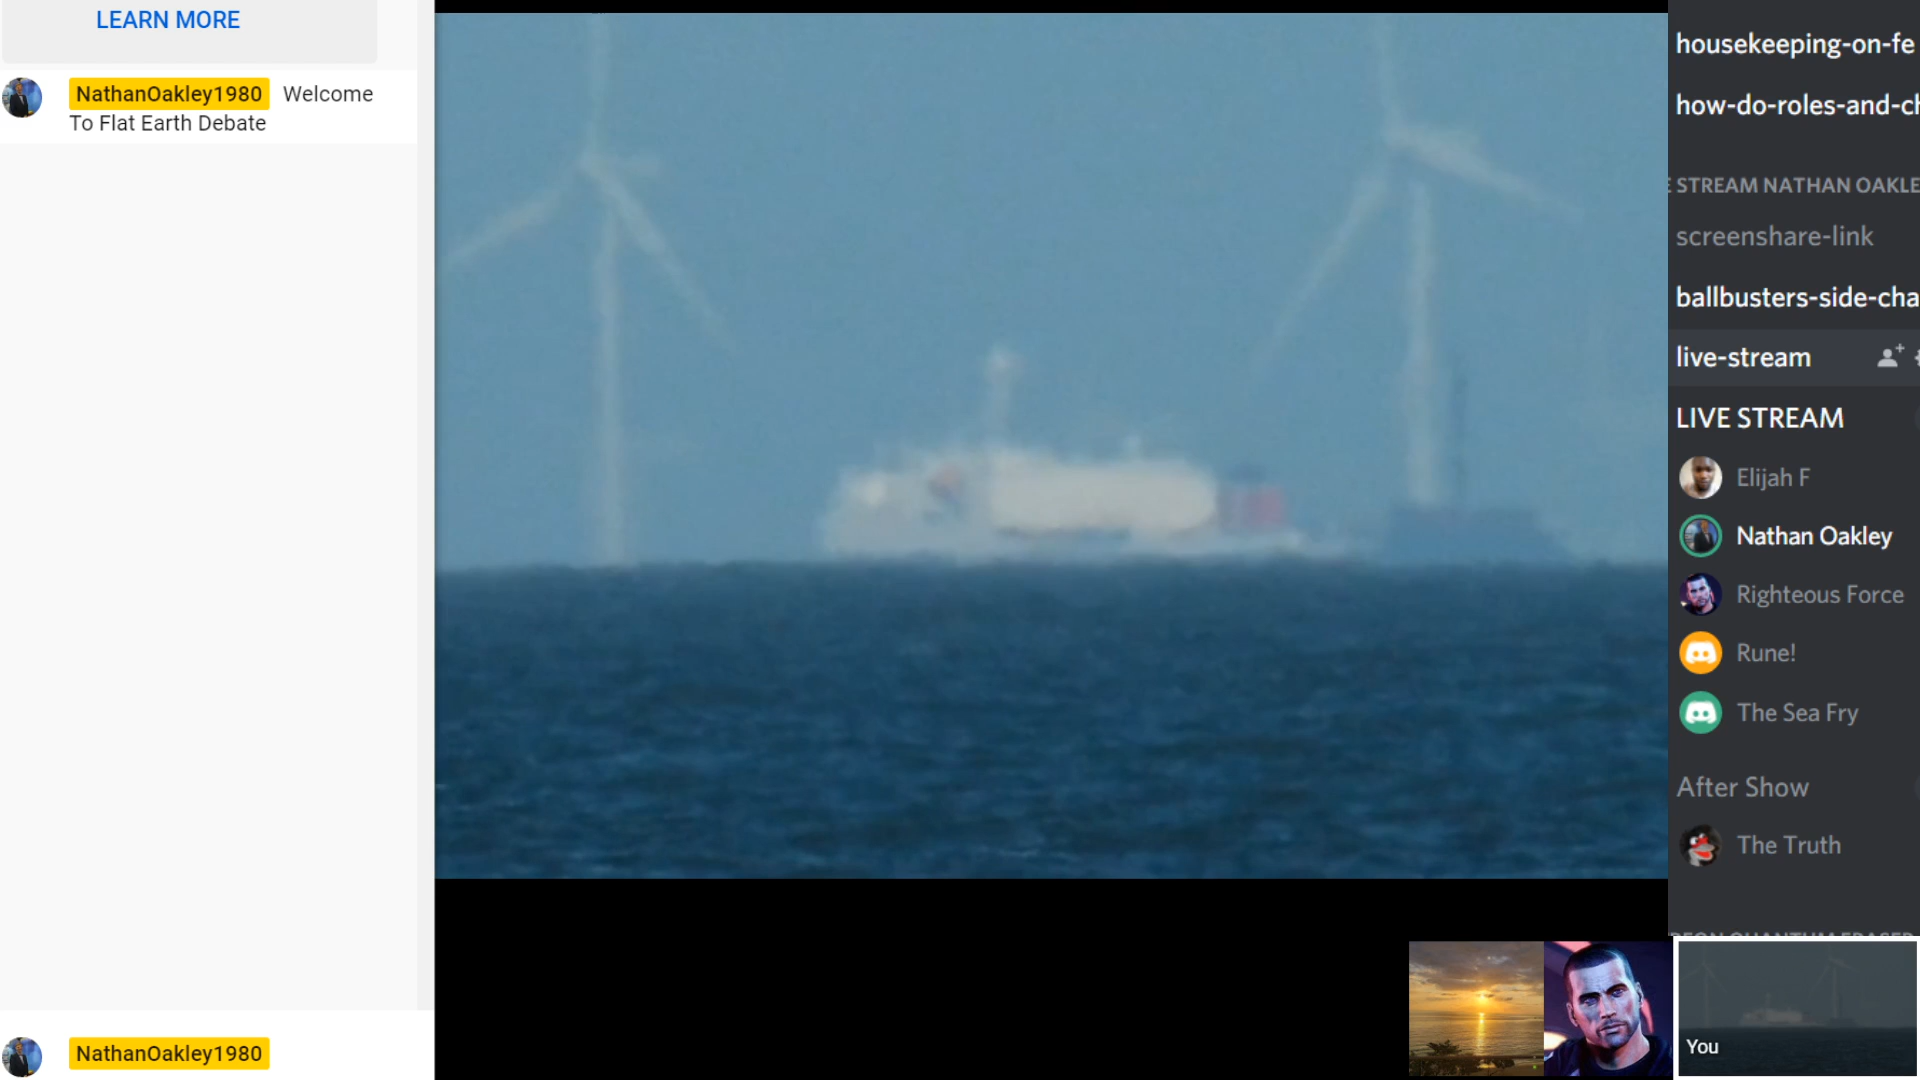 LEARN MORE
NathanOakley1980 Welcome
To Flat Earth Debate
NathanOakley1980
housekeeping-on-fe
how-do-roles-and-ch
STREAM NATHAN OAKLE
screenshare-link
ballbusters-side-cha
live-stream
LIVE STREAM
Elijah F
Nathan Oakley
Righteous Force
Rune!
The Sea Fry
After Show
The Truth
You